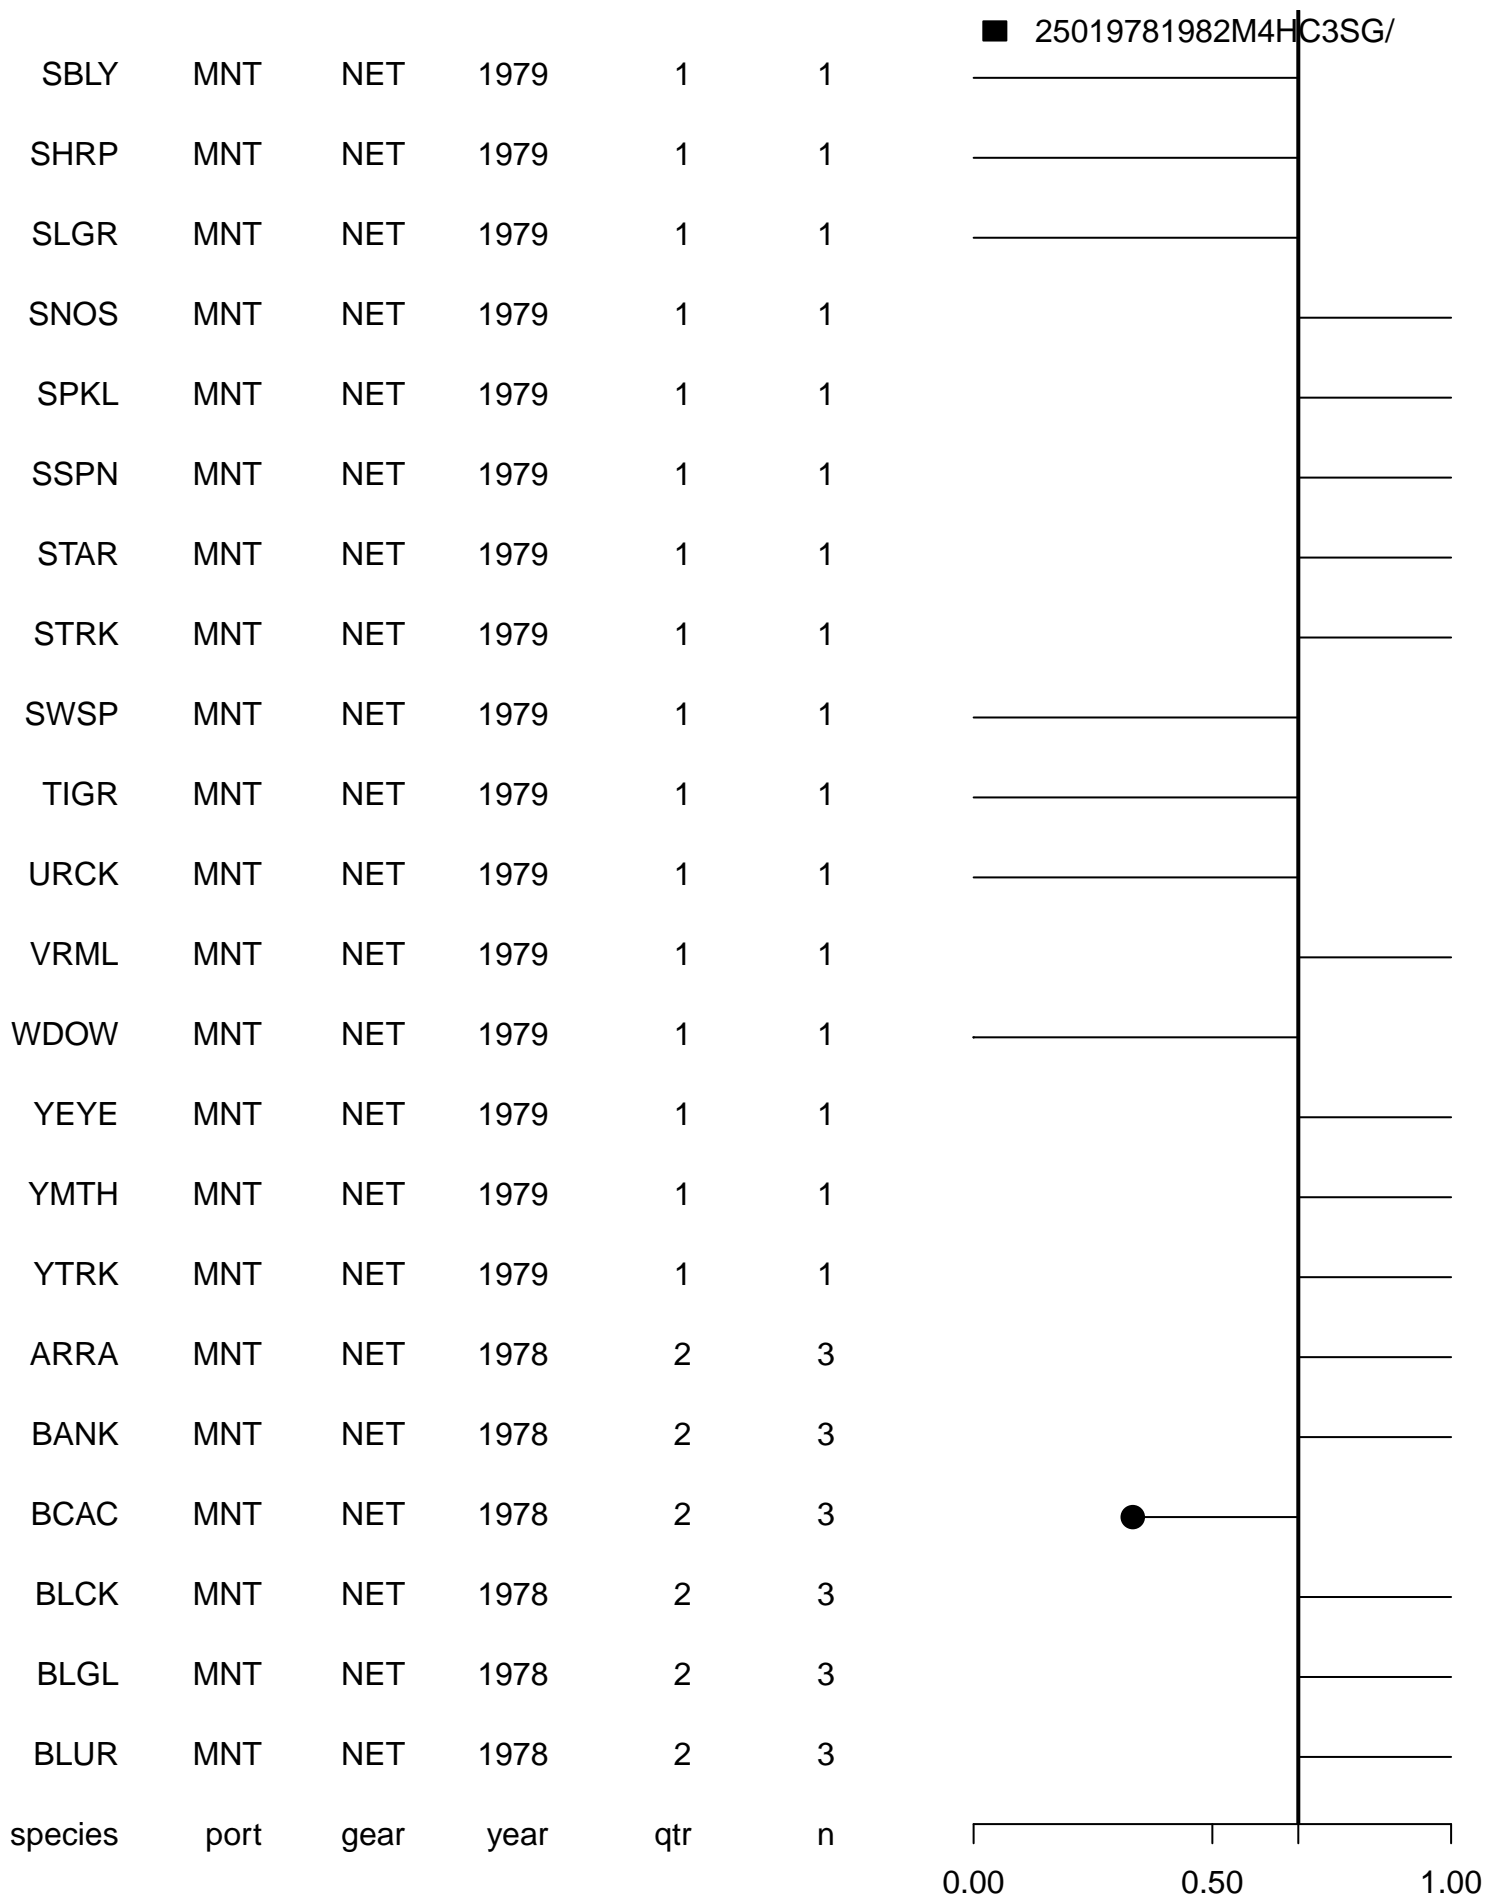 25019781982M4HC3SG/
SBLY MNT NET 1979 1 1
SHRP MNT NET 1979 1 1
SLGR MNT NET 1979 1 1
SNOS MNT NET 1979 1 1
SPKL MNT NET 1979 1 1
SSPN MNT NET 1979 1 1
STAR MNT NET 1979 1 1
STRK MNT NET 1979 1 1
SWSP MNT NET 1979 1 1
TIGR MNT NET 1979 1 1
URCK MNT NET 1979 1 1
VRML MNT NET 1979 1 1
WDOW MNT NET 1979 1 1
YEYE MNT NET 1979 1 1
YMTH MNT NET 1979 1 1
YTRK MNT NET 1979 1 1
ARRA MNT NET 1978 2 3
BANK MNT NET 1978 2 3
BCAC MNT NET 1978 2 3
BLCK MNT NET 1978 2 3
BLGL MNT NET 1978 2 3
BLUR MNT NET 1978 2 3
species port gear year qtr n
0.00 0.50 1.00